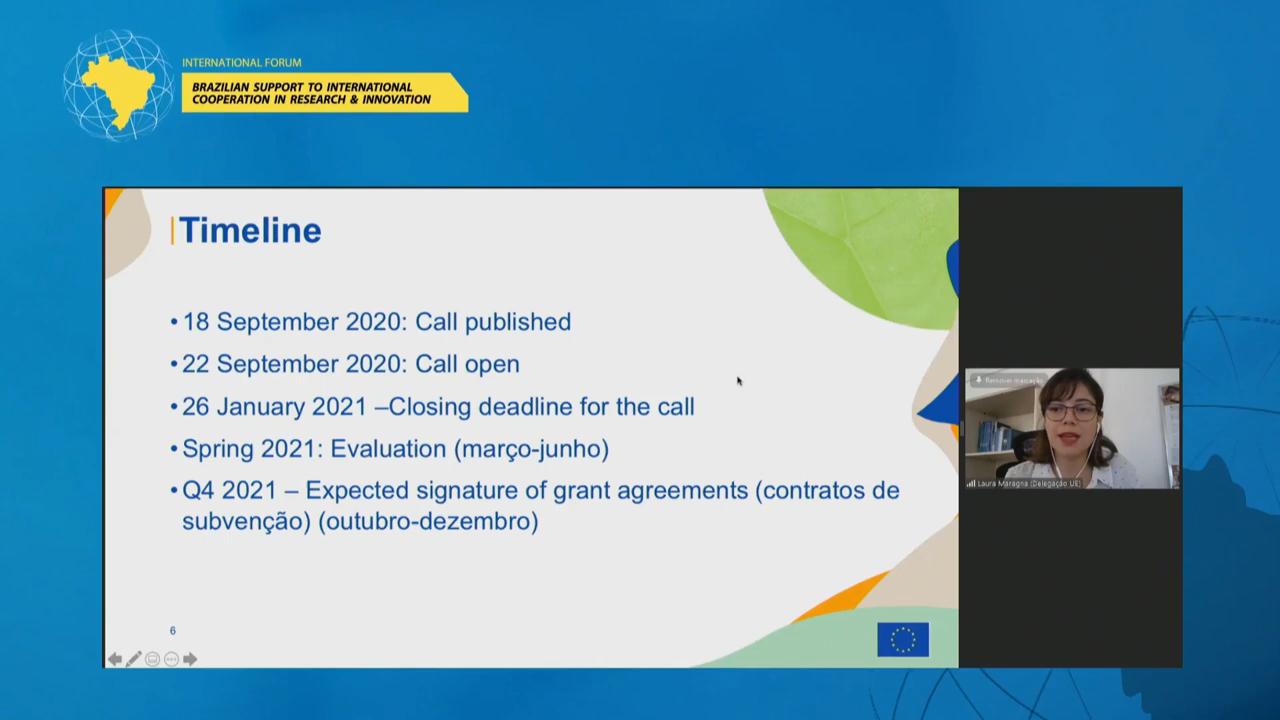 INTERNATIONAL FORUM
BRAZILIAN SUPPORT TO INTERNATIONAL
COOPERATION IN RESEARCH & INNOVATION
Timeline
•18 September 2020: Call published
•22 September 2020: Call open
•26 January 2021 –Closing deadline for the call
•Spring 2021: Evaluation (março-junho)
•Q4 2021 – Expected signature of grant agreements (contratos de
subvenção) (outubro-dezembro)
6
Remover marcação
Laura Maragna (Delegação UE)